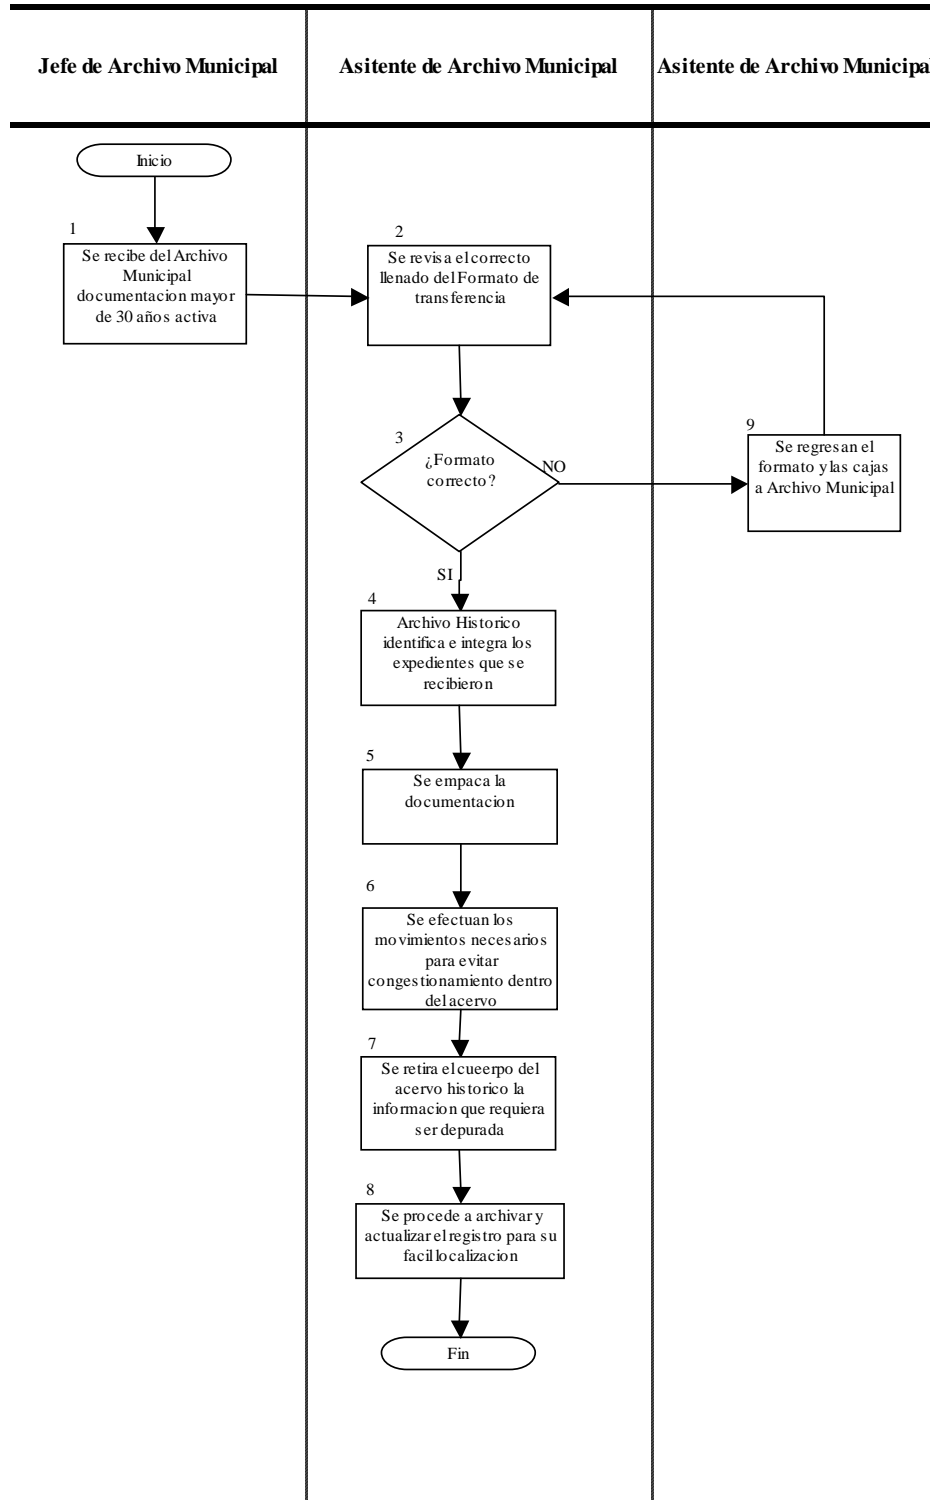 Jefe de Archivo Municipal
Asitente de Archivo Municipal
Asitente de Archivo Municipal
Inicio
1
Se recibe del Archivo
Municipal
documentacion mayor
de 30 años activa
2
Se revisa el correcto
llenado del Formato de
transferencia
3
¿Formato
correcto?
NO
9
Se regresan el
formato y las cajas
a Archivo Municipal
SI
4
Archivo Historico
identifica e integra los
expedientes que se
recibieron
5
Se empaca la
documentacion
6
Se efectuan los
movimientos necesarios
para evitar
congestionamiento dentro
del acervo
7
Se retira el cueerpo del
acervo historico la
informacion que requiera
ser depurada
8
Se procede a archivar y
actualizar el registro para su
facil localizacion
Fin